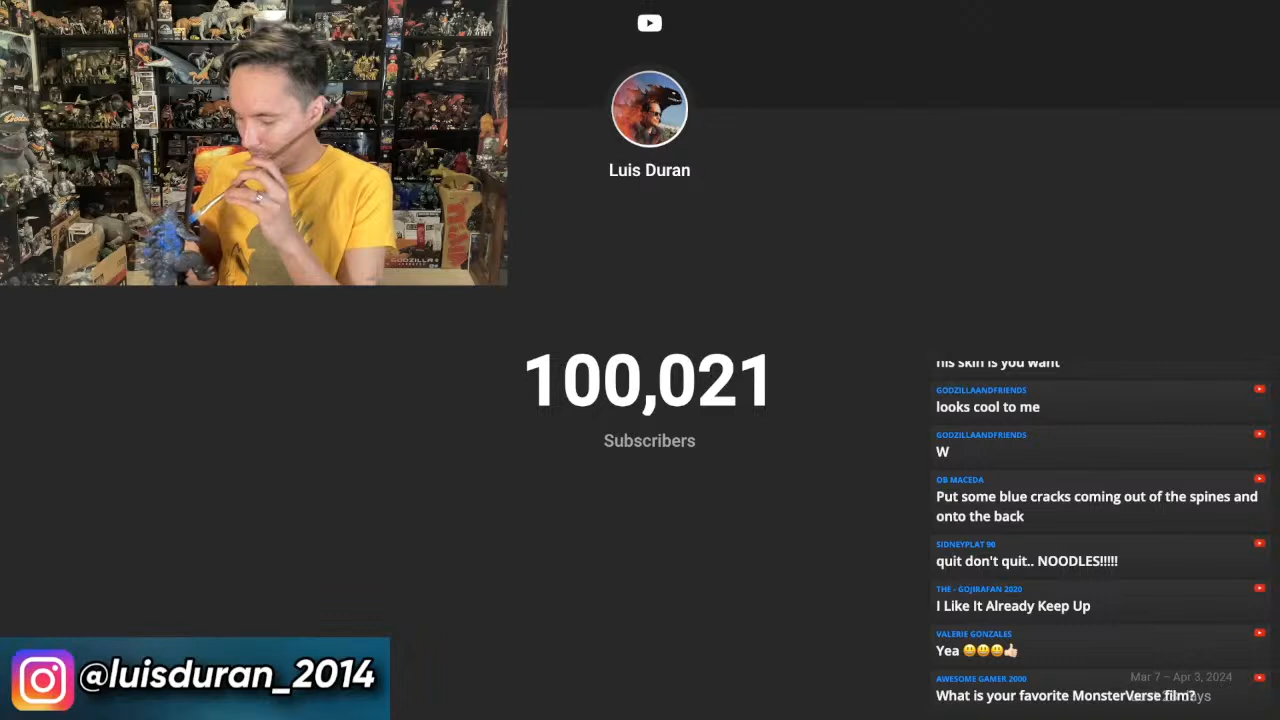 Luis Duran
100,021
Subscribers
his skin is you want
GODZILLAANDFRIENDS
looks cool to me
GODZILLAANDFRIENDS
W
OB MACEDA
Put some blue cracks coming out of the spines and
onto the back
SIDNEYPLAT 90
quit don't quit.. NOODLES!!!!!
THE - GOJIRAFAN 2020
I Like It Already Keep Up
VALERIE GONZALES
Yea 😀😀😀👍🏻
AWESOME GAMER 2000
Mar 7 – Apr 3, 2024
What is your favorite MonsterVerse film?
@luisduran_2014
GODZILLA